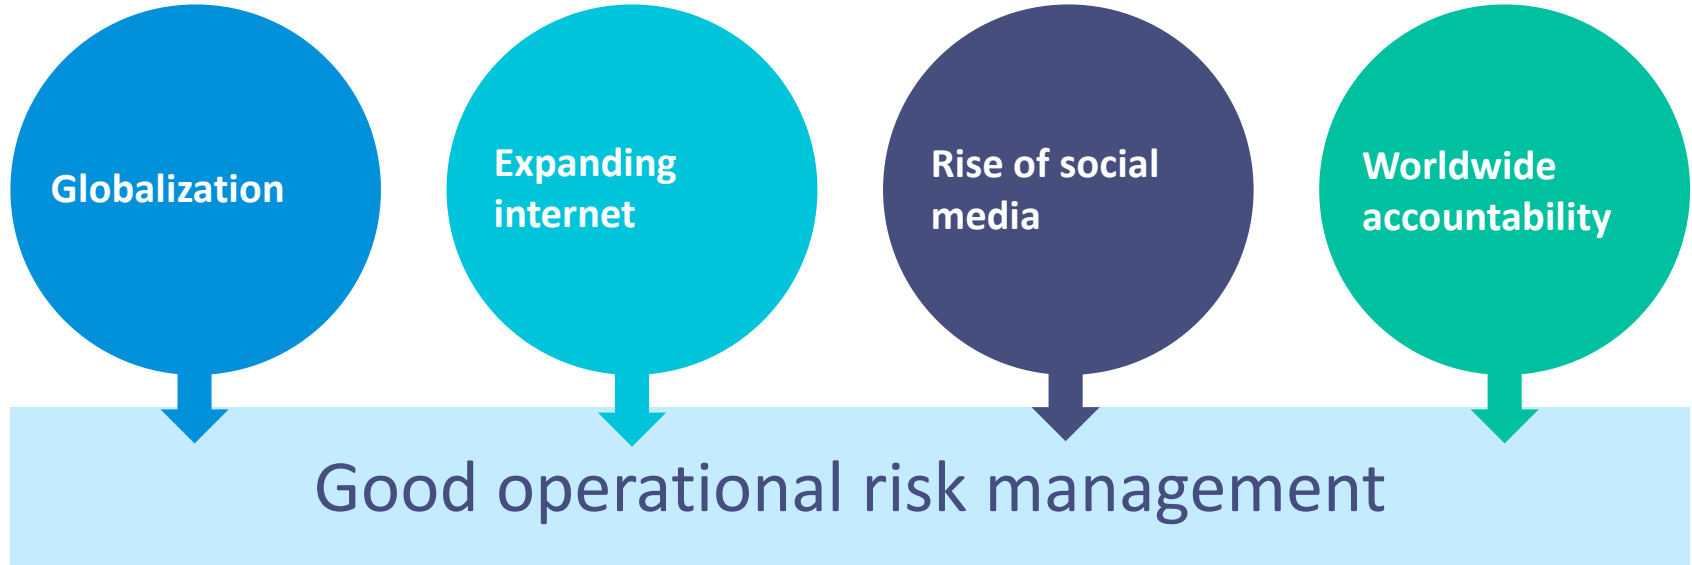 Globalization
Expanding
internet
Rise of social
media
Worldwide
accountability
Good operational risk management